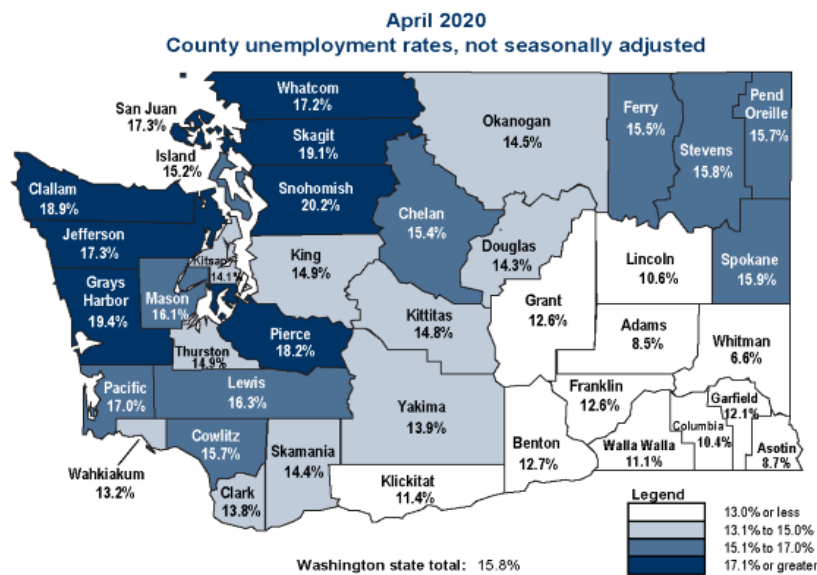 April 2020
County unemployment rates, not seasonally adjusted
Whatcom
17.2%
San Juan
17.3%
Skagit
19.1%
Island
15.2%
Snohomish
20.2%
Okanogan
14.5%
Ferry
15.5%
Stevens
15.8%
Pend
Oreille
15.7%
Clallam
18.9%
Jefferson
17.3%
Chelan
15.4%
Douglas
14.3%
Kitsap
14.1%
King
14.9%
Lincoln
10.6%
Spokane
15.9%
Grays
Harbor
19.4%
Mason
16.1%
Grant
12.6%
Kittitas
14.8%
Adams
8.5%
Whitman
6.6%
Thurston
14.9%
Pierce
18.2%
Pacific
17.0%
Lewis
16.3%
Yakima
13.9%
Franklin
12.6%
Garfield
12.1%
Columbia
10.4%
Asotin
8.7%
Walla Walla
11.1%
Benton
12.7%
Wahkiakum
13.2%
Cowlitz
15.7%
Skamania
14.4%
Klickitat
11.4%
Clark
13.8%
Legend
13.0% or less
13.1% to 15.0%
15.1% to 17.0%
17.1% or greater
Washington state total: 15.8%